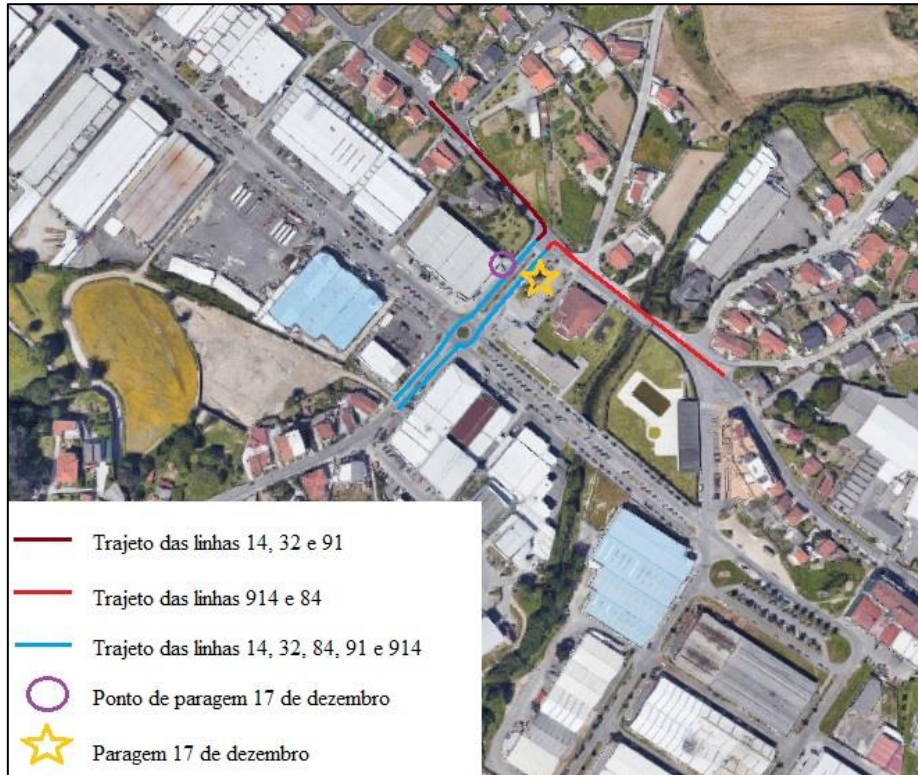 Trajeto das linhas 14, 32 e 91
Trajeto das linhas 914 e 84
Trajeto das linhas 14, 32, 84, 91 e 914
Ponto de paragem 17 de dezembro
Paragem 17 de dezembro